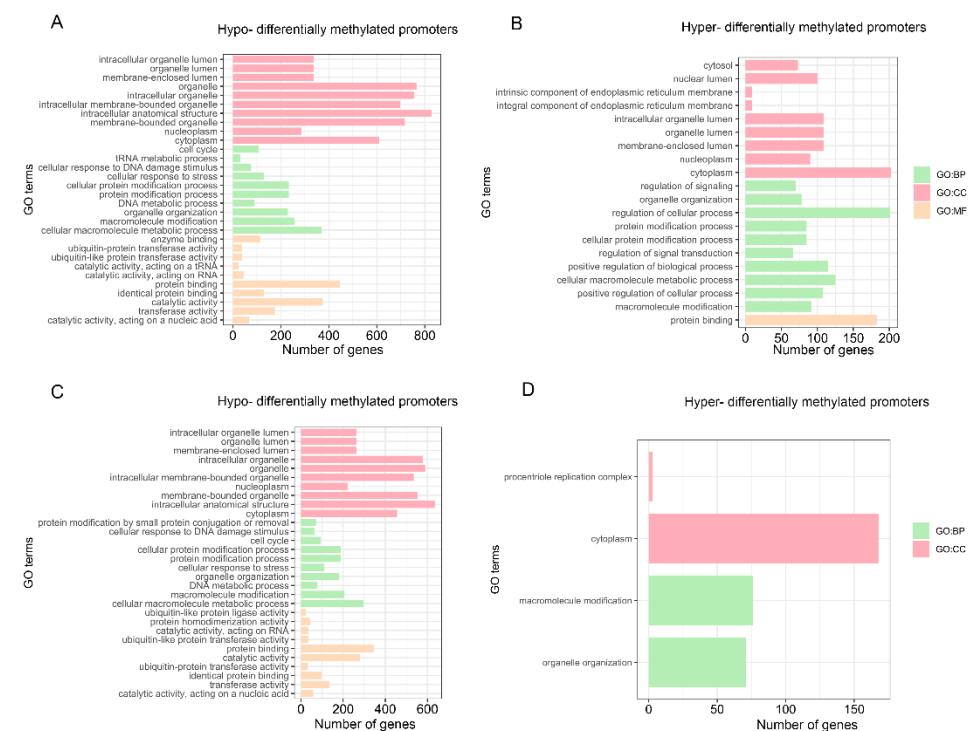 A
Hypo- differentially methylated promoters
GO terms
intracellular organelle lumen
organelle lumen
membrane-enclosed lumen
organelle
intracellular organelle
intracellular membrane-bounded organelle
intracellular anatomical structure
membrane-bounded organelle
nucleoplasm
cytoplasm
cell cycle
tRNA metabolic process
cellular response to DNA damage stimulus
cellular response to stress
cellular protein modification process
protein modification process
DNA metabolic process
organelle organization
macromolecule modification
cellular macromolecule metabolic process
enzyme binding
ubiquitin-protein transferase activity
ubiquitin-like protein transferase activity
catalytic activity, acting on a tRNA
catalytic activity, acting on RNA
protein binding
identical protein binding
catalytic activity
transferase activity
catalytic activity, acting on a nucleic acid
0 200 400 600 800
Number of genes
B
Hyper- differentially methylated promoters
GO terms
cytosol
nuclear lumen
intrinsic component of endoplasmic reticulum membrane
integral component of endoplasmic reticulum membrane
intracellular organelle lumen
organelle lumen
membrane-enclosed lumen
nucleoplasm
cytoplasm
regulation of signaling
organelle organization
regulation of cellular process
protein modification process
cellular protein modification process
regulation of signal transduction
positive regulation of biological process
cellular macromolecule metabolic process
positive regulation of cellular process
macromolecule modification
protein binding
0 50 100 150 200
Number of genes
GO:BP
GO:CC
GO:MF
C
Hypo- differentially methylated promoters
GO terms
intracellular organelle lumen
organelle lumen
membrane-enclosed lumen
intracellular organelle
organelle
intracellular membrane-bounded organelle
nucleoplasm
membrane-bounded organelle
intracellular anatomical structure
cytoplasm
protein modification by small protein conjugation or removal
cellular response to DNA damage stimulus
cell cycle
cellular protein modification process
protein modification process
cellular response to stress
organelle organization
DNA metabolic process
macromolecule modification
cellular macromolecule metabolic process
ubiquitin-like protein ligase activity
protein homodimerization activity
catalytic activity, acting on RNA
ubiquitin-like protein transferase activity
protein binding
catalytic activity
ubiquitin-protein transferase activity
identical protein binding
transferase activity
catalytic activity, acting on a nucleic acid
0 200 400 600
Number of genes
D
Hyper- differentially methylated promoters
GO terms
procentriole replication complex
cytoplasm
macromolecule modification
organelle organization
0 50 100 150
Number of genes
GO:BP
GO:CC